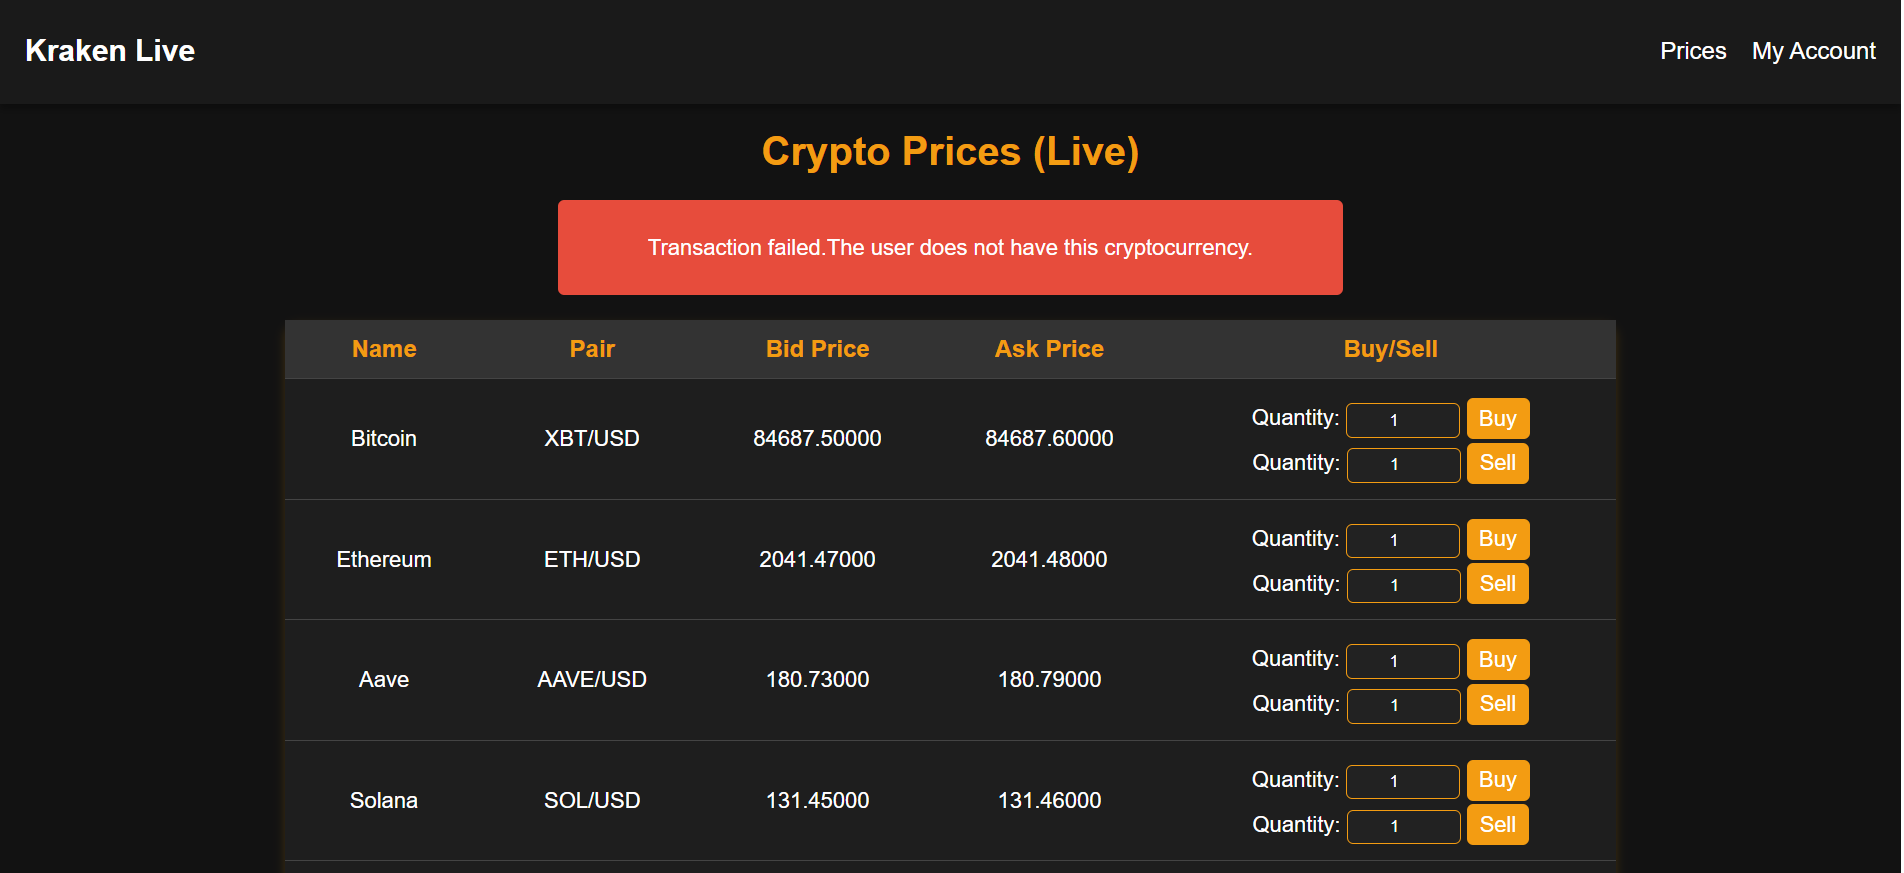 Kraken Live
Prices My Account
Crypto Prices (Live)
Transaction failed.The user does not have this cryptocurrency.
Name Pair Bid Price Ask Price Buy/Sell
Quantity: 1 Buy
Bitcoin XBT/USD 84687.50000 84687.60000
Quantity: 1 Sell
Quantity: 1 Buy
Ethereum ETH/USD 2041.47000 2041.48000
Quantity: 1 Sell
Quantity: 1 Buy
Aave AAVE/USD 180.73000 180.79000
Quantity: 1 Sell
Quantity: 1 Buy
Solana SOL/USD 131.45000 131.46000
Quantity: 1 Sell